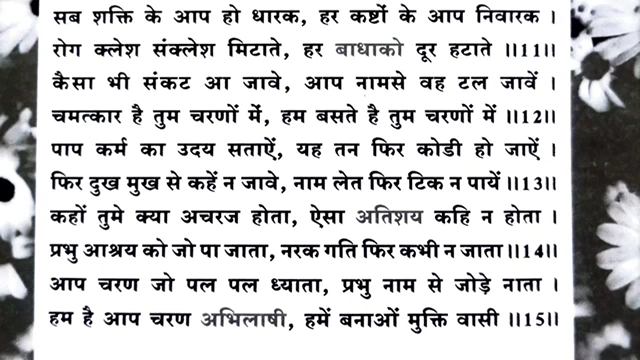 सब शक्ति के आप हो धारक, हर कष्टों के आप निवारक ।
रोग क्लेश संक्लेश मिटाते, हर बाधाको दूर हटाते ॥11॥
कैसा भी संकट आ जावे, आप नामसे वह टल जावें ।
चमत्कार है तुम चरणों में, हम बसते है तुम चरणों में ॥12॥
पाप कर्म का उदय सताऐं, यह तन फिर कोडी हो जाऐं ।
फिर दुख मुख से कहें न जावे, नाम लेत फिर टिक न पायें ॥13॥
कहों तुमे क्या अचरज होता, ऐसा अतिशय कहि न होता ।
प्रभु आश्रय को जो पा जाता, नरक गति फिर कभी न जाता ॥14॥
आप चरण जो पल पल ध्याता, प्रभु नाम से जोड़े नाता ।
हम है आप चरण अभिलाषी, हमें बनाओं मुक्ति वासी ॥15॥